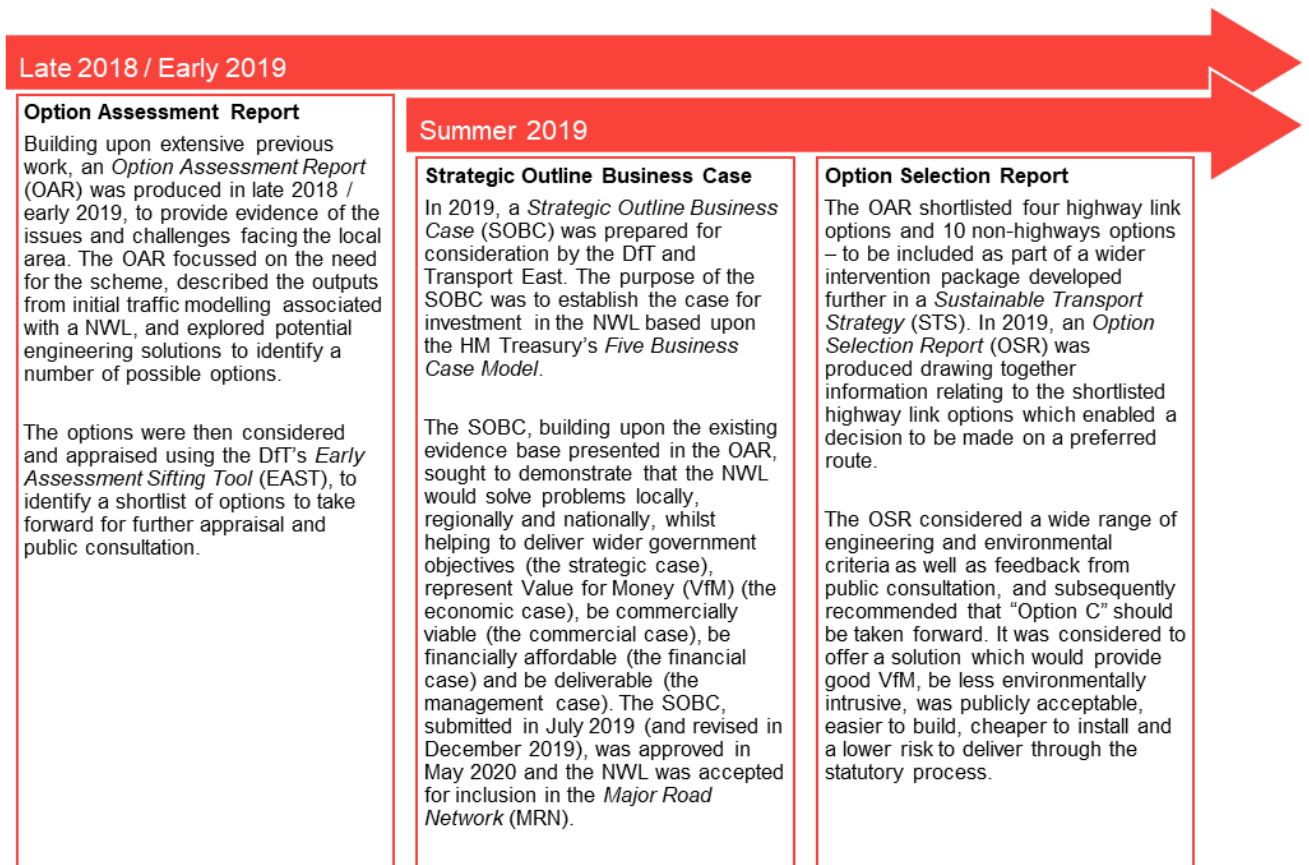 Late 2018 / Early 2019
Option Assessment Report
Building upon extensive previous
work, an Option Assessment Report
(OAR) was produced in late 2018 /
early 2019, to provide evidence of the
issues and challenges facing the local
area. The OAR focussed on the need
for the scheme, described the outputs
from initial traffic modelling associated
with a NWL, and explored potential
engineering solutions to identify a
number of possible options.
The options were then considered
and appraised using the DfT's Early
Assessment Sifting Tool (EAST), to
identify a shortlist of options to take
forward for further appraisal and
public consultation.
Summer 2019
Strategic Outline Business Case
In 2019, a Strategic Outline Business
Case (SOBC) was prepared for
consideration by the DfT and
Transport East. The purpose of the
SOBC was to establish the case for
investment in the NWL based upon
the HM Treasury's Five Business
Case Model.
The SOBC, building upon the existing
evidence base presented in the OAR,
sought to demonstrate that the NWL
would solve problems locally,
regionally and nationally, whilst
helping to deliver wider government
objectives (the strategic case),
represent Value for Money (VfM) (the
economic case), be commercially
viable (the commercial case), be
financially affordable (the financial
case) and be deliverable (the
management case). The SOBC,
submitted in July 2019 (and revised in
December 2019), was approved in
May 2020 and the NWL was accepted
for inclusion in the Major Road
Network (MRN).
Option Selection Report
The OAR shortlisted four highway link
options and 10 non-highways options
– to be included as part of a wider
intervention package developed
further in a Sustainable Transport
Strategy (STS). In 2019, an Option
Selection Report (OSR) was
produced drawing together
information relating to the shortlisted
highway link options which enabled a
decision to be made on a preferred
route.
The OSR considered a wide range of
engineering and environmental
criteria as well as feedback from
public consultation, and subsequently
recommended that “Option C” should
be taken forward. It was considered to
offer a solution which would provide
good VfM, be less environmentally
intrusive, was publicly acceptable,
easier to build, cheaper to install and
a lower risk to deliver through the
statutory process.